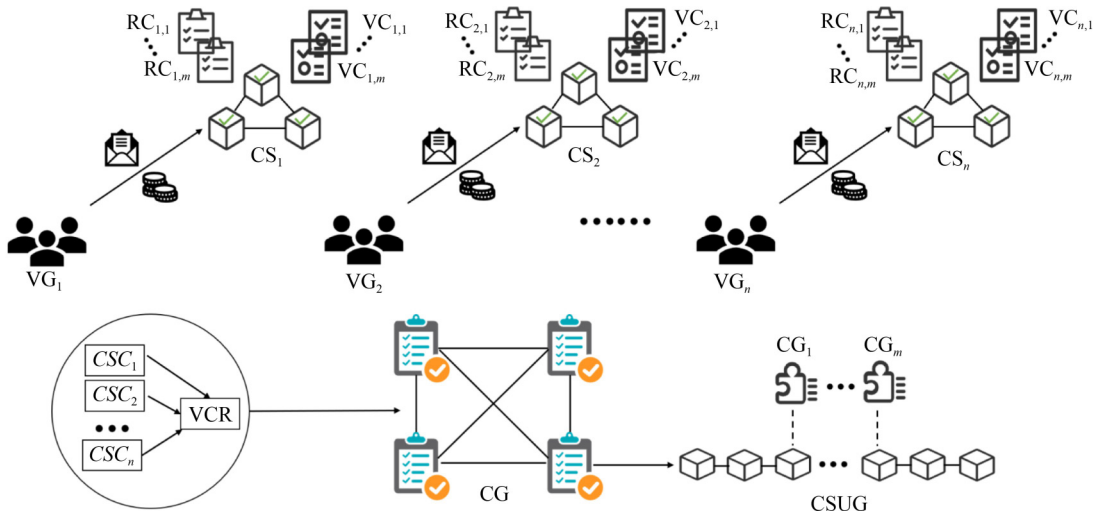 RC1,1
RC1,m
VC1,1
VC1,m
CS1
VG1
RC2,1
RC2,m
VC2,1
VC2,m
CS2
VG2
RCn,1
RCn,m
VCn,1
VCn,m
CSn
VGn
CSC1
CSC2
CSCn
VCR
CG
CG1
CGm
CSUG